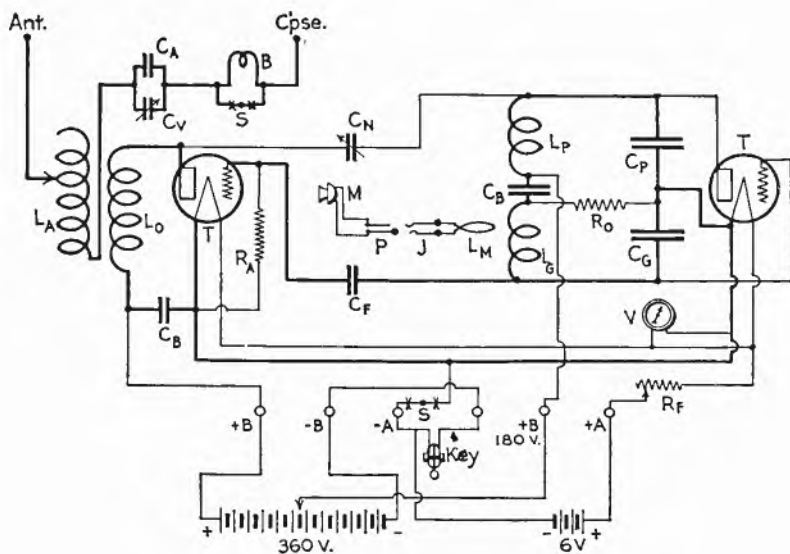 Ant.
C'pse.
CA
B
CV
S
CN
LA
LO
T
RA
M
P
J
LM
CF
CB
LP
CB
LG
RO
CP
CG
T
V
RF
+B
-B
-A
S
Key
+B
180 v.
+A
+
-
360 V.
-
+
6V